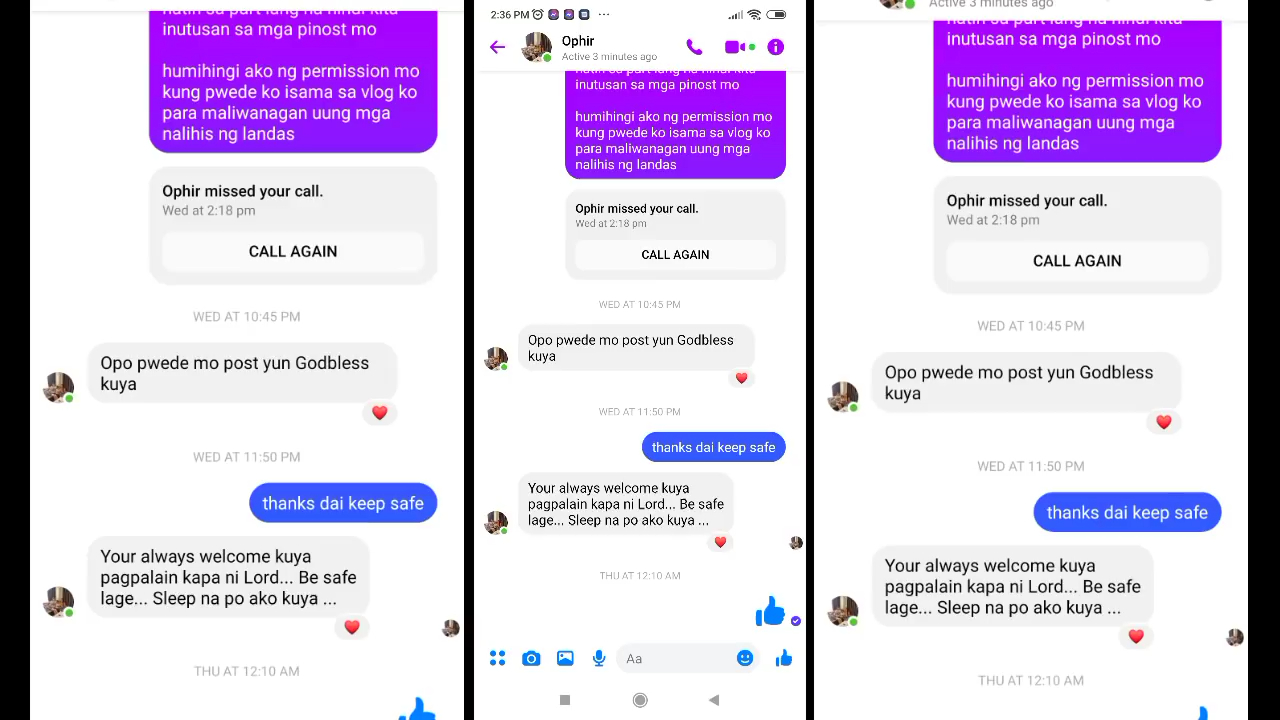 inutusan sa mga pinost mo
humihingi ako ng permission mo
kung pwede ko isama sa vlog ko
para maliwanagan uung mga
nalihis ng landas
Ophir missed your call.
Wed at 2:18 pm
CALL AGAIN
WED AT 10:45 PM
Opo pwede mo post yun Godbless
kuya
WED AT 11:50 PM
thanks dai keep safe
Your always welcome kuya
pagpalain kapa ni Lord... Be safe
lage... Sleep na po ako kuya ...
THU AT 12:10 AM
2:36 PM
Ophir
Active 3 minutes ago
inutusan sa mga pinost mo
humihingi ako ng permission mo
kung pwede ko isama sa vlog ko
para maliwanagan uung mga
nalihis ng landas
Ophir missed your call.
Wed at 2:18 pm
CALL AGAIN
WED AT 10:45 PM
Opo pwede mo post yun Godbless
kuya
WED AT 11:50 PM
thanks dai keep safe
Your always welcome kuya
pagpalain kapa ni Lord... Be safe
lage... Sleep na po ako kuya ...
THU AT 12:10 AM
Aa
Active 3 minutes ago
inutusan sa mga pinost mo
humihingi ako ng permission mo
kung pwede ko isama sa vlog ko
para maliwanagan uung mga
nalihis ng landas
Ophir missed your call.
Wed at 2:18 pm
CALL AGAIN
WED AT 10:45 PM
Opo pwede mo post yun Godbless
kuya
WED AT 11:50 PM
thanks dai keep safe
Your always welcome kuya
pagpalain kapa ni Lord... Be safe
lage... Sleep na po ako kuya ...
THU AT 12:10 AM